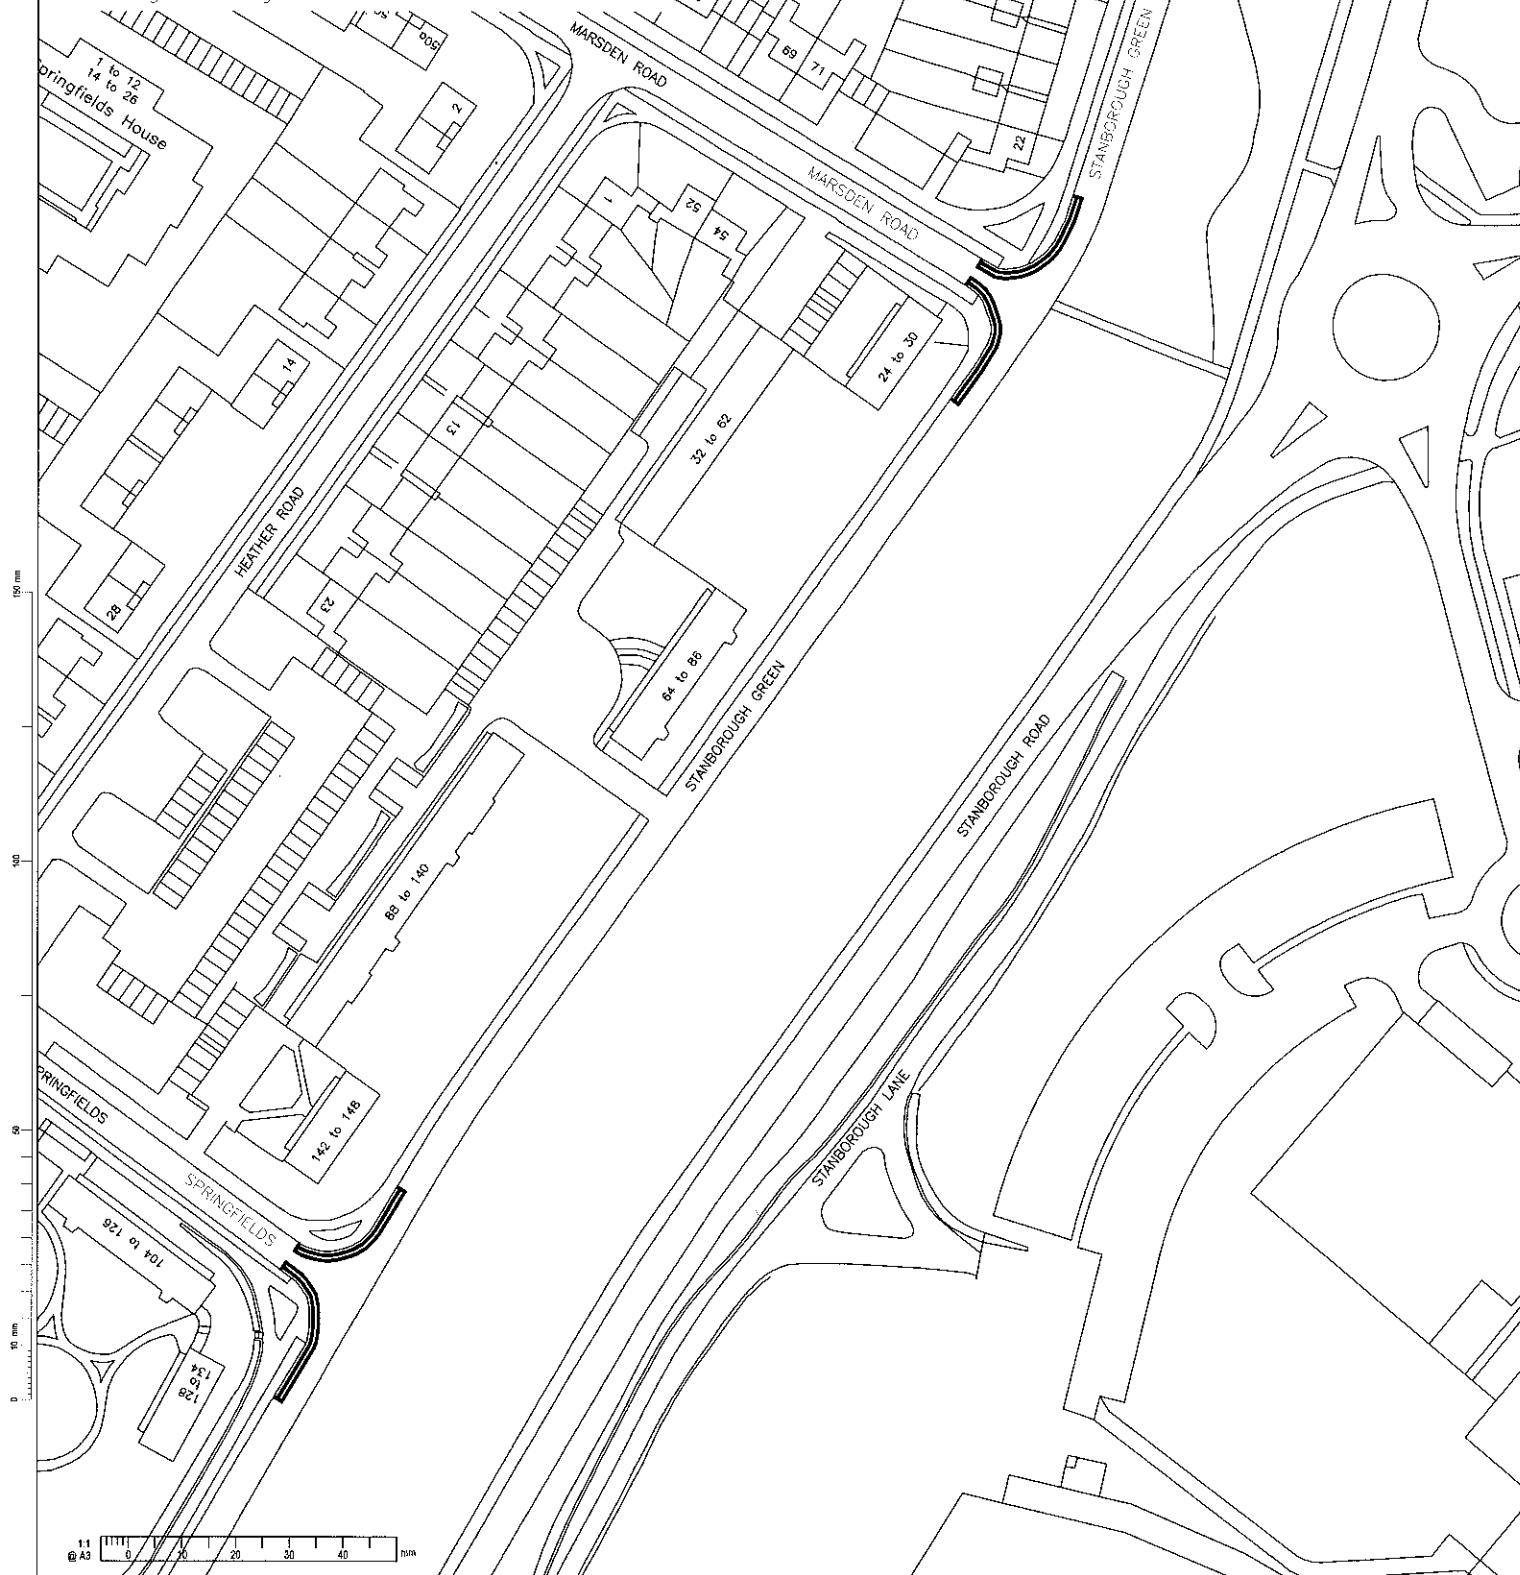 MARSDEN ROAD
STANBOROUGH GREEN
50a
69
71
1 to 12
14 to 26
Springfields House
2
22
MARSDEN ROAD
1
52
54
24 to 30
14
13
32 to 62
HEATHER ROAD
150 mm
28
23
64 to 86
STANBOROUGH GREEN
STANBOROUGH ROAD
100
88 to 140
PRINGFIELDS
STANBOROUGH LANE
50
142 to 148
SPRINGFIELDS
104 to 126
10 mm
128
to
134
0
1:1
@ A3
0 10 20 30 40 mm